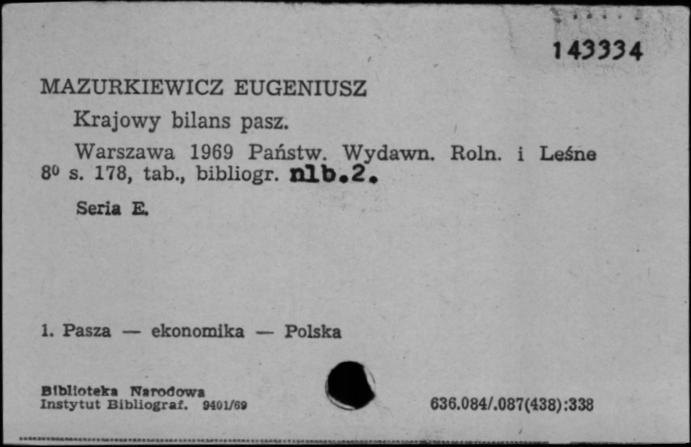 143334
MAZURKIEWICZ EUGENIUSZ
Krajowy bilans pasz.
Warszawa 1969 Państw. Wydawn. Roln. i Leśne
8⁰ s. 178, tab., bibliogr. nlb.2.
Seria E.
1. Pasza — ekonomika — Polska
Biblioteka Narodowa
Instytut Bibliograf. 9401/69
636.084/.087(438):338